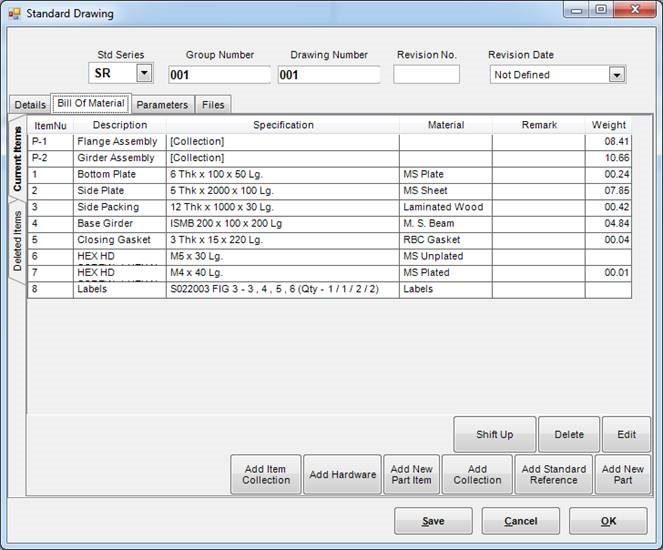 Standard Drawing
Std Series Group Number Drawing Number Revision No. Revision Date
SR 001 001 Not Defined
Details Bill Of Material Parameters Files
Current Items
Deleted Items
ItemNu Description Specification Material Remark Weight
P-1 Flange Assembly [Collection] 08.41
P-2 Girder Assembly [Collection] 10.66
1 Bottom Plate 6 Thk x 100 x 50 Lg. MS Plate 00.24
2 Side Plate 5 Thk x 2000 x 100 Lg. MS Sheet 07.85
3 Side Packing 12 Thk x 1000 x 30 Lg. Laminated Wood 00.42
4 Base Girder ISMB 200 x 100 x 200 Lg M. S. Beam 04.84
5 Closing Gasket 3 Thk x 15 x 220 Lg. RBC Gasket 00.04
6 HEX HD M5 x 30 Lg. MS Unplated
7 HEX HD M4 x 40 Lg. MS Plated 00.01
8 Labels S022003 FIG 3 - 3 , 4 , 5 , 6 (Qty - 1 / 1 / 2 / 2) Labels
Shift Up Delete Edit
Add Item Collection Add Hardware Add New Part Item Add Collection Add Standard Reference Add New Part
Save Cancel OK